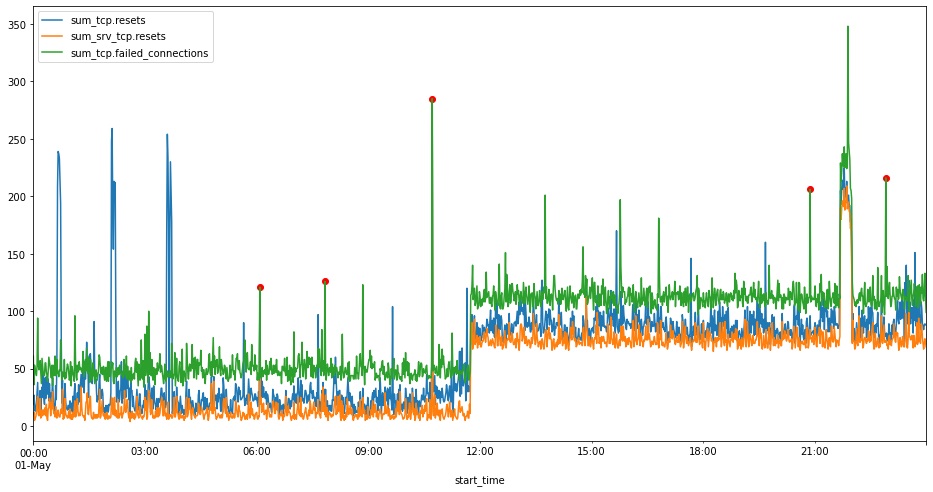 sum_tcp.resets
sum_srv_tcp.resets
sum_tcp.failed_connections
350
300
250
200
150
100
50
0
00:00 03:00 06:00 09:00 12:00 15:00 18:00 21:00
01-May
start_time